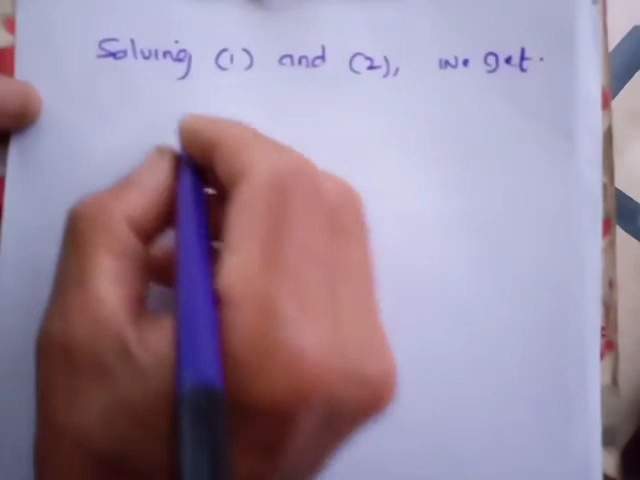 Solving (1) and (2), we get.